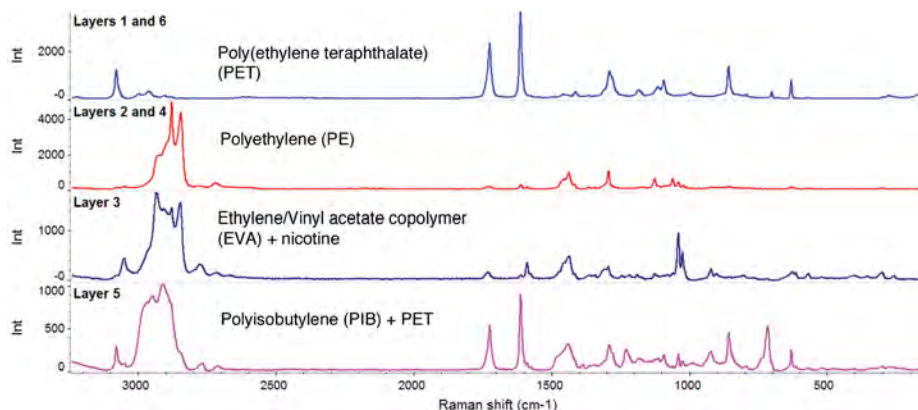 Layers 1 and 6
Poly(ethylene teraphthalate)
(PET)
Int
2000
-0
Layers 2 and 4
Polyethylene (PE)
Int
4000
2000
0
Layer 3
Ethylene/Vinyl acetate copolymer
(EVA) + nicotine
Int
1000
-0
Layer 5
Polyisobutylene (PIB) + PET
Int
1000
500
0
3000 2500 2000 1500 1000 500
Raman shift (cm-1)